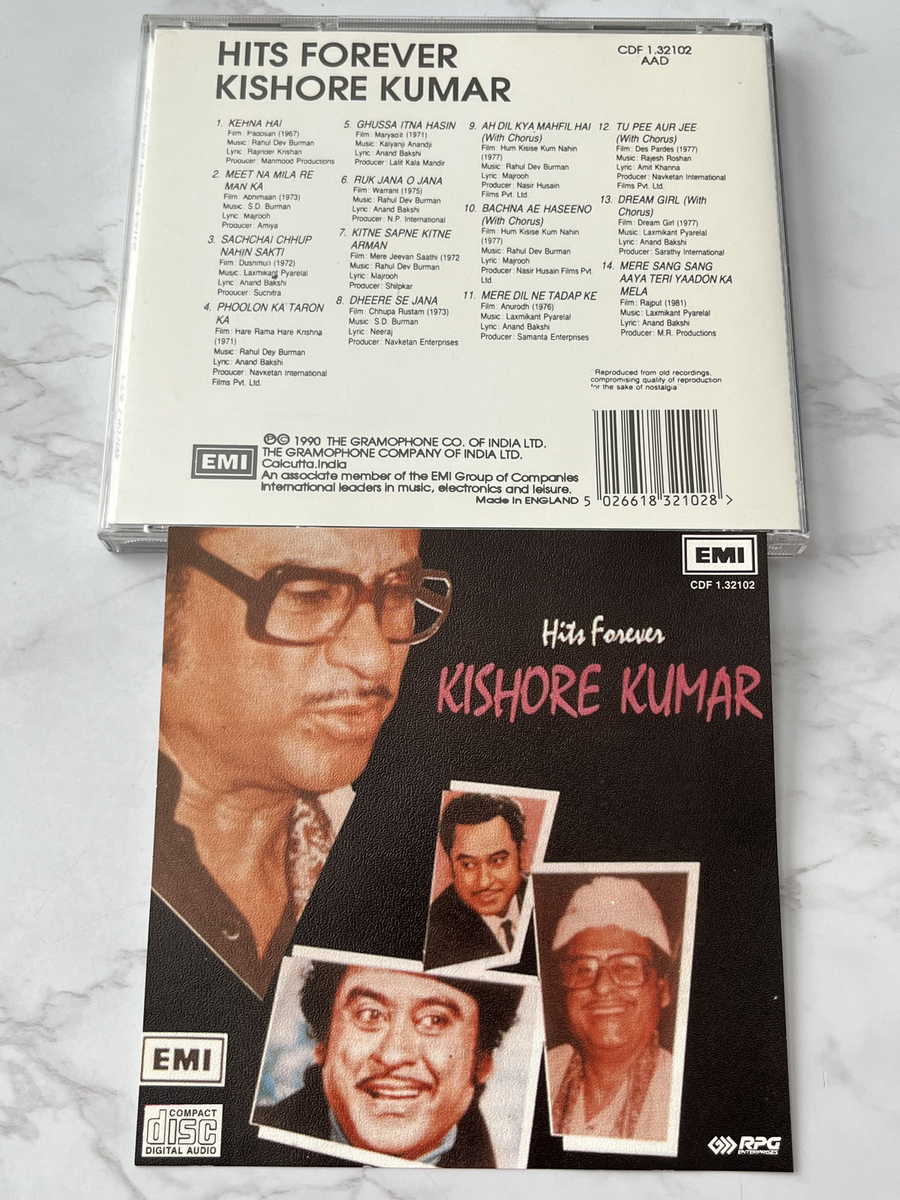 HITS FOREVER
KISHORE KUMAR
CDF 1.32102
AAD
1. KEHNA HAI
Film: Padosan (1967)
Music: Rahul Dev Burman
Lyric: Rajinder Krishan
Producer: Manmood Productions
2. MEET NA MILA RE
MAN KA
Film: Abhimaan (1973)
Music: S.D. Burman
Lyric: Majrooh
Producer: Amiya
3. SACHCHAI CHHUP
NAHIN SAKTI
Film: Dushmun (1972)
Music: Laxmikant Pyarelal
Lyric: Anand Bakshi
Producer: Suchitra
4. PHOOLON KA TARON
KA
Film: Hare Rama Hare Krishna
(1971)
Music: Rahul Dey Burman
Lyric: Anand Bakshi
Producer: Navketan International
Films Pvt. Ltd.
5. GHUSSA ITNA HASIN
Film: Maryadit (1971)
Music: Kalyanji Anandji
Lyric: Anand Bakshi
Producer: Lalit Kala Mandir
6. RUK JANA O JANA
Film: Warrant (1975)
Music: Rahul Dev Burman
Lyric: Anand Bakshi
Producer: N.P. International
7. KITNE SAPNE KITNE
ARMAN
Film: Mere Jeevan Saathi (1972
Music: Rahul Dev Burman
Lyric: Majrooh
Producer: Shilpkar
8. DHEERE SE JANA
Film: Chhupa Rustam (1973)
Music: S.D. Burman
Lyric: Neeraj
Producer: Navketan Enterprises
9. AH DIL KYA MAHFIL HAI
(With Chorus)
Film: Hum Kisise Kum Nahin
(1977)
Music: Rahul Dev Burman
Lyric: Majrooh
Producer: Nasir Husain
Films Pvt. Ltd.
10. BACHNA AE HASEENO
(With Chorus)
Film: Hum Kisise Kum Nahin
(1977)
Music: Rahul Dev Burman
Lyric: Majrooh
Producer: Nasir Husain Films Pvt.
Ltd.
11. MERE DIL NE TADAP KE
Film: Anurodh (1976)
Music: Laxmikant Pyarelal
Lyric: Anand Bakshi
Producer: Samanta Enterprises
12. TU PEE AUR JEE
(With Chorus)
Film: Des Pardes (1977)
Music: Rajesh Roshan
Lyric: Amit Khanna
Producer: Navketan International
Films Pvt. Ltd.
13. DREAM GIRL (With
Chorus)
Film: Dream Girl (1977)
Music: Laxmikant Pyarelal
Lyric: Anand Bakshi
Producer: Sarathy International
14. MERE SANG SANG
AAYA TERI YAADON KA
MELA
Film: Rajput (1981)
Music: Laxmikant Pyarelal
Lyric: Anand Bakshi
Producer: M.R. Productions
"Reproduced from old recordings,
compromising quality of reproduction
for the sake of nostalgia"
EMI
Ⓟ© 1990 THE GRAMOPHONE CO. OF INDIA LTD.
THE GRAMOPHONE COMPANY OF INDIA LTD.
Calcutta.India
An associate member of the EMI Group of Companies
International leaders in music, electronics and leisure.
Made in ENGLAND
5 026618 321028 >
EMI
CDF 1.32102
Hits Forever
KISHORE KUMAR
EMI
COMPACT
disc
DIGITAL AUDIO
RPG
ENTERPRISES